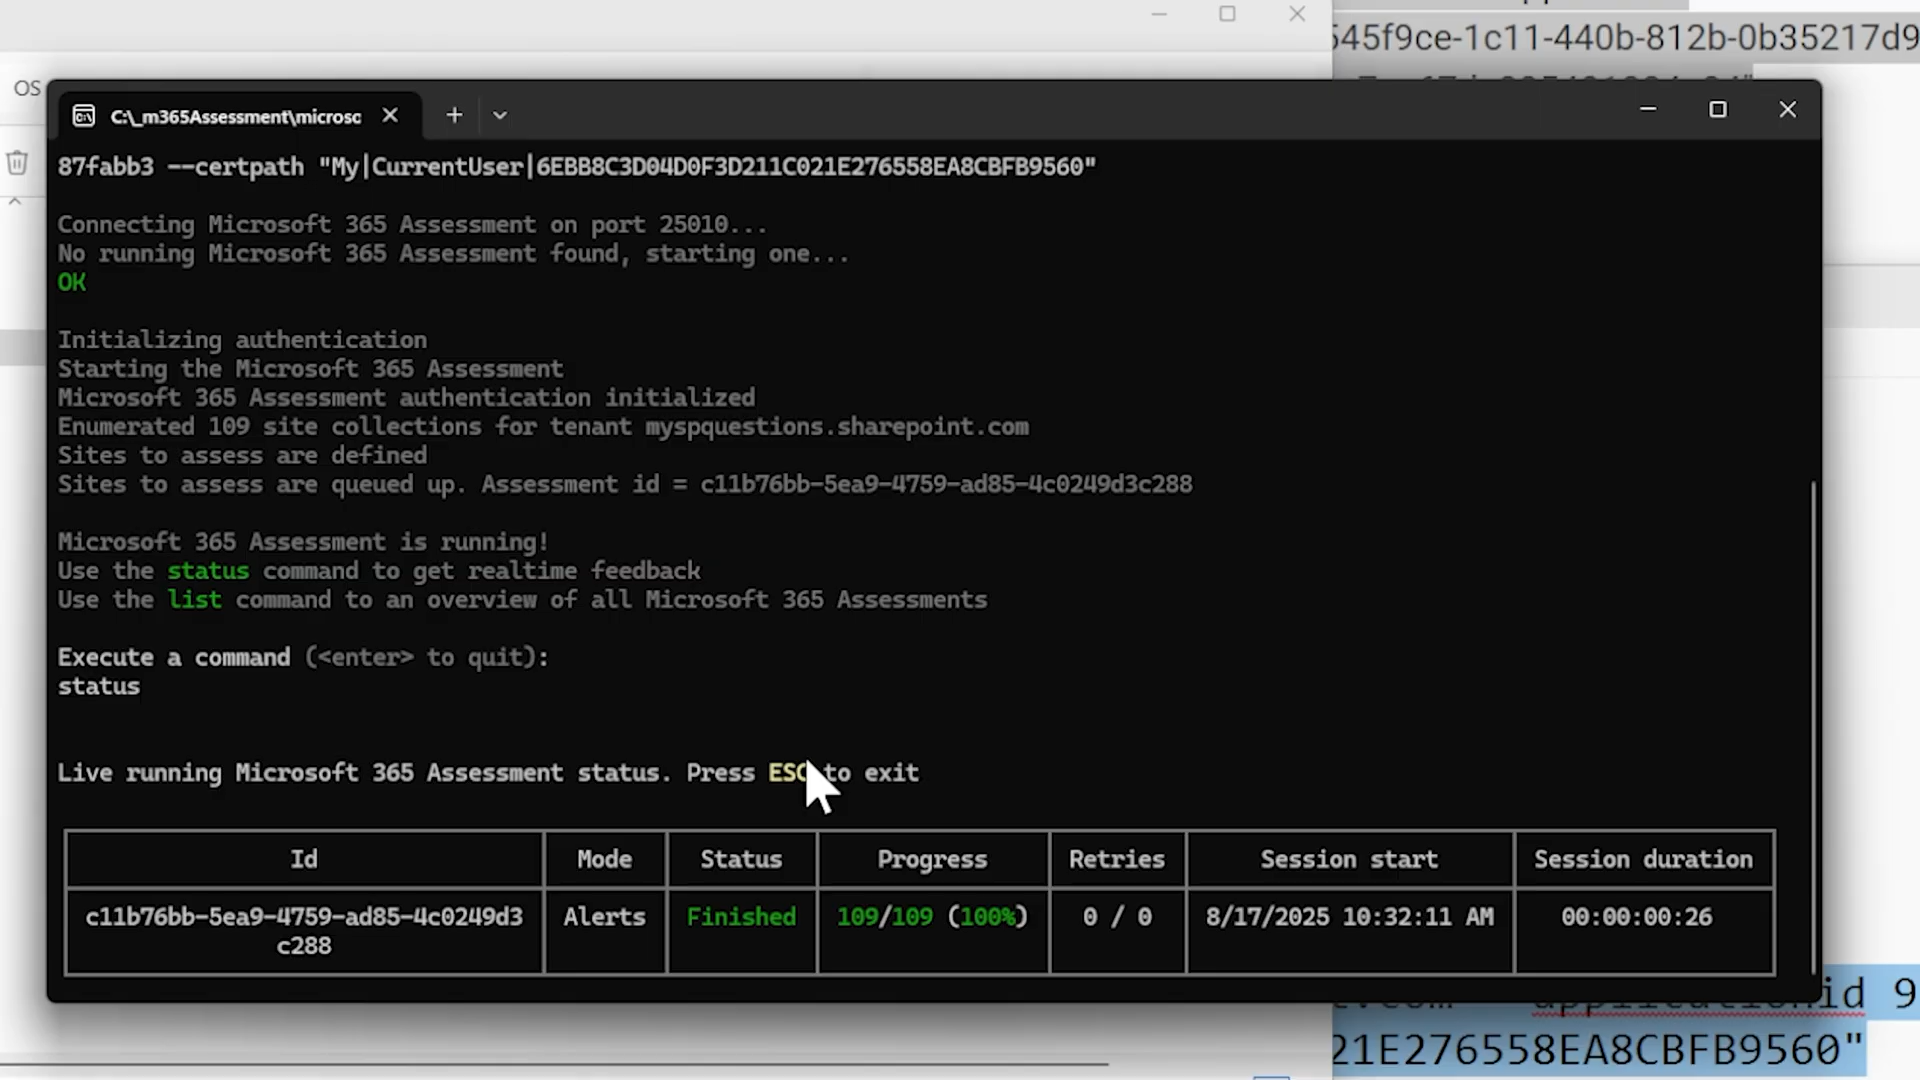 545f9ce-1c11-440b-812b-0b35217d9
OS
C:\_m365Assessment\microsc
87fabb3 --certpath "My|CurrentUser|6EBB8C3D04D0F3D211C021E276558EA8CBFB9560"
Connecting Microsoft 365 Assessment on port 25010...
No running Microsoft 365 Assessment found, starting one...
OK
Initializing authentication
Starting the Microsoft 365 Assessment
Microsoft 365 Assessment authentication initialized
Enumerated 109 site collections for tenant myspquestions.sharepoint.com
Sites to assess are defined
Sites to assess are queued up. Assessment id = c11b76bb-5ea9-4759-ad85-4c0249d3c288
Microsoft 365 Assessment is running!
Use the status command to get realtime feedback
Use the list command to an overview of all Microsoft 365 Assessments
Execute a command (<enter> to quit):
status
Live running Microsoft 365 Assessment status. Press ESC to exit
Id Mode Status Progress Retries Session start Session duration
c11b76bb-5ea9-4759-ad85-4c0249d3 Alerts Finished 109/109 (100%) 0 / 0 8/17/2025 10:32:11 AM 00:00:00:26
c288
applicationid 9
21E276558EA8CBFB9560"